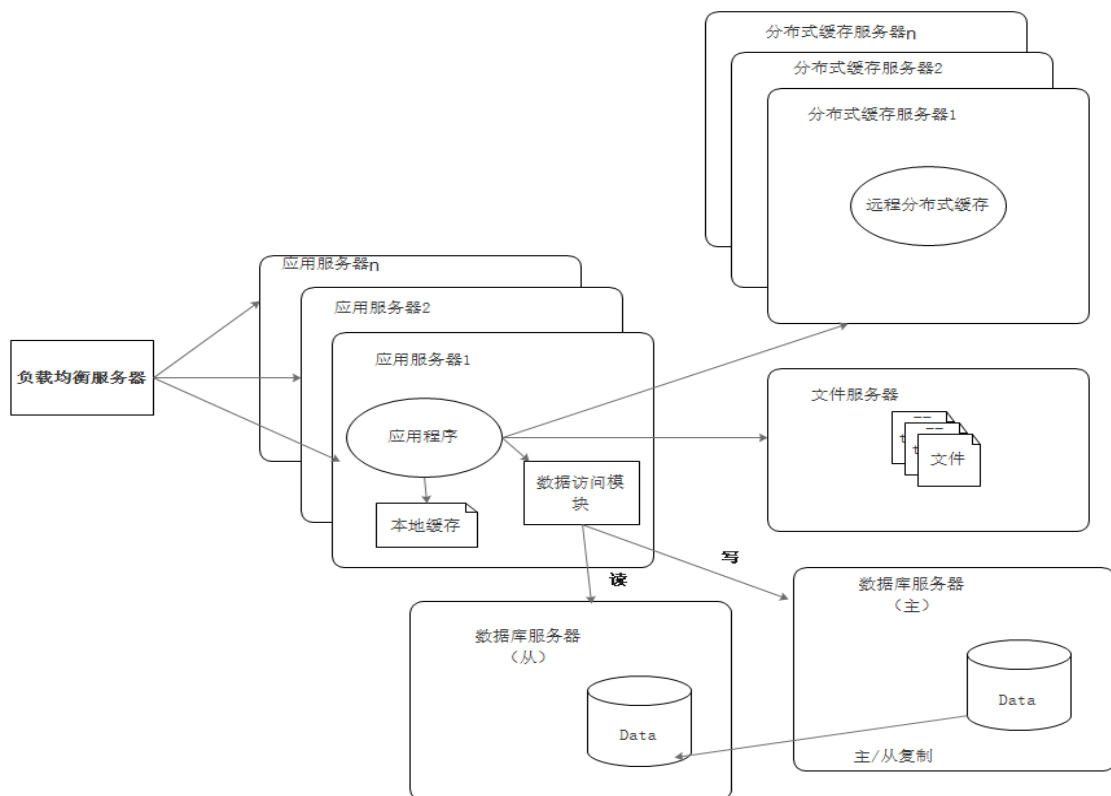 分布式缓存服务器n
分布式缓存服务器2
分布式缓存服务器1
远程分布式缓存
应用服务器n
应用服务器2
应用服务器1
负载均衡服务器
应用程序
本地缓存
数据访问模
块
文件服务器
文件
读
写
数据库服务器
（主）
Data
数据库服务器
（从）
Data
主/从复制